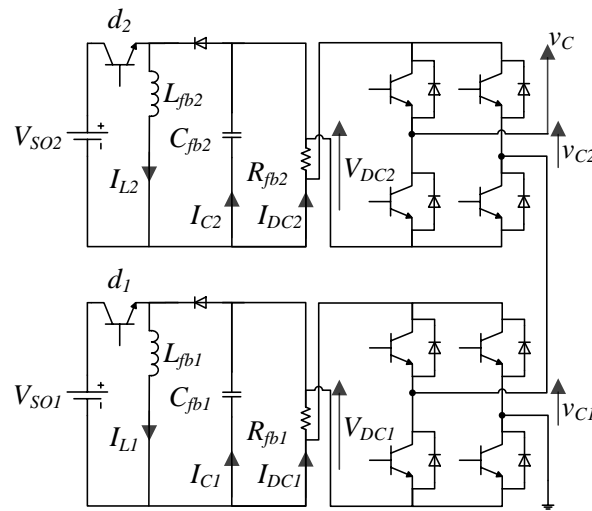 d2
vC
Lfb2
VSO2
+
-
Cfb2
vC2
IL2
Rfb2
VDC2
IC2
IDC2
d1
Lfb1
VSO1
+
-
Cfb1
vC1
Rfb1
VDC1
IL1
IC1
IDC1